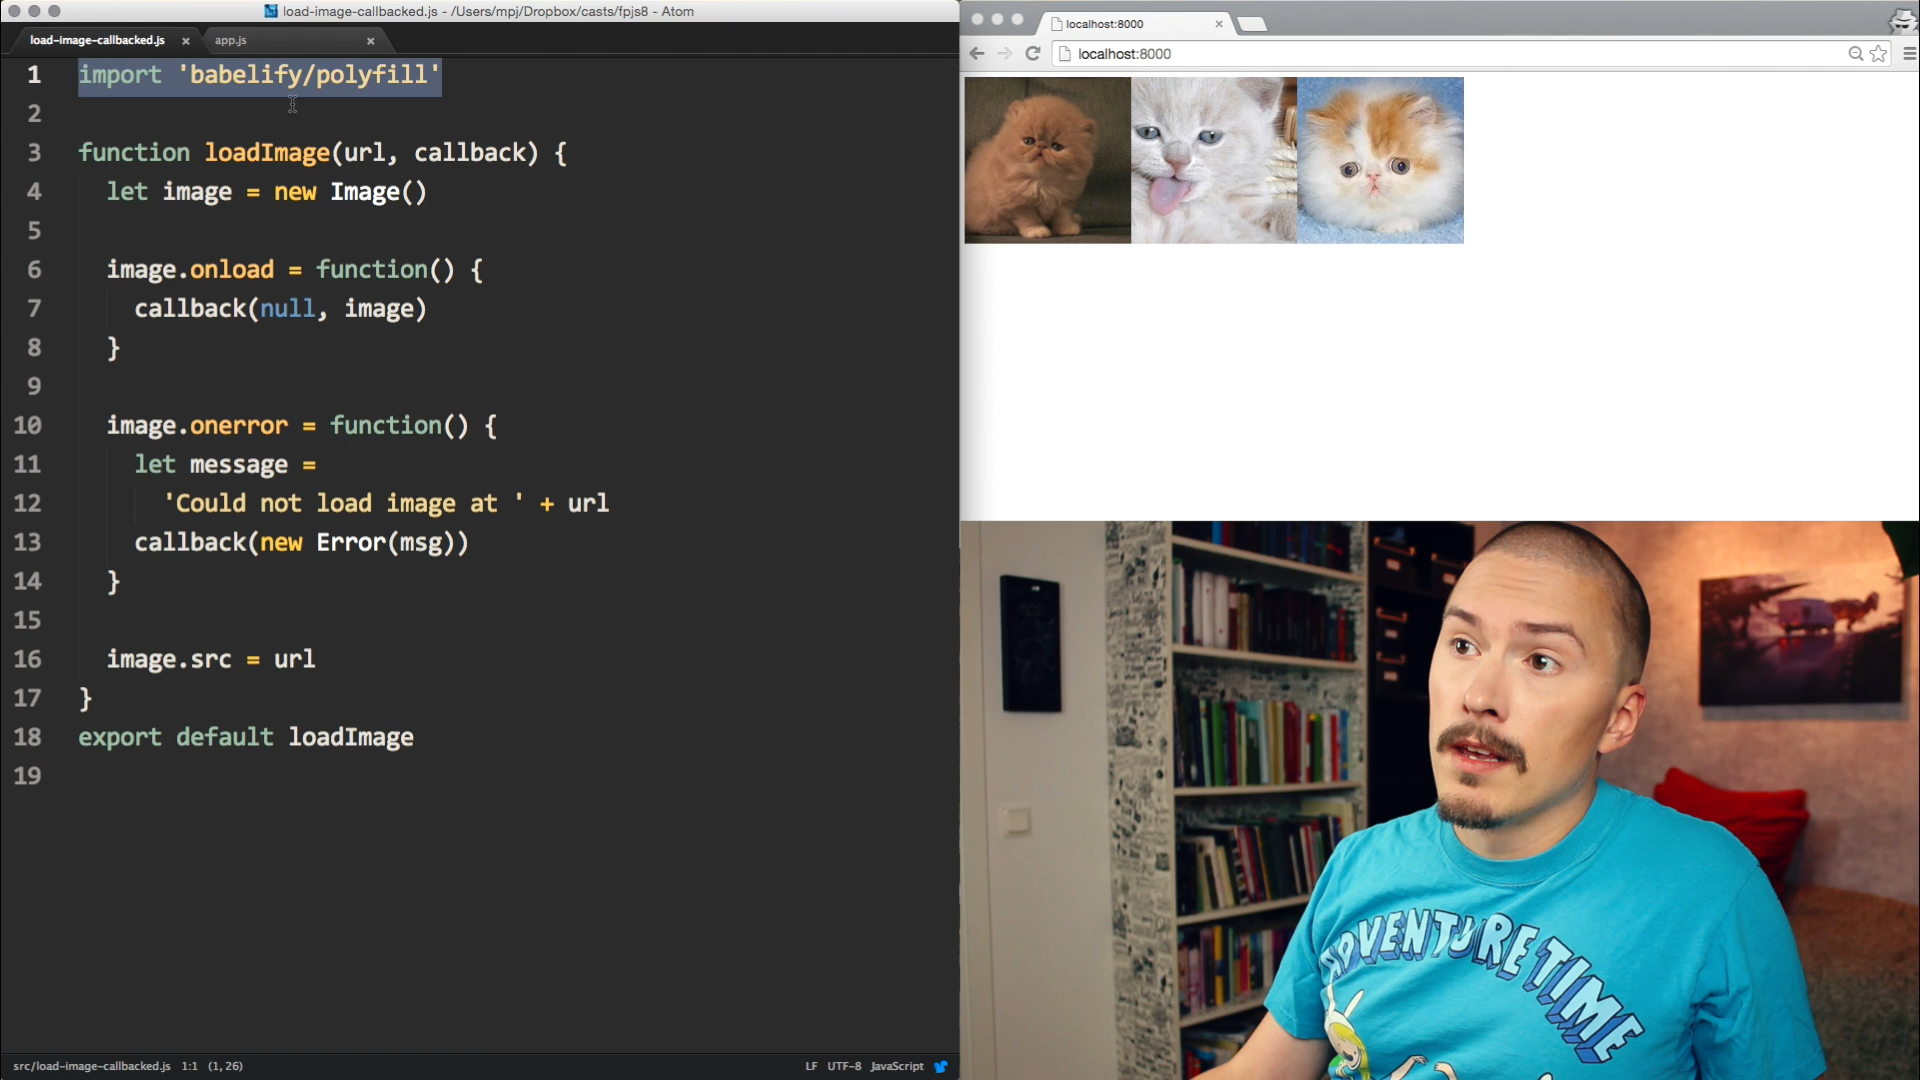 load-image-callbacked.js - /Users/mpj/Dropbox/casts/fpjs8 - Atom
load-image-callbacked.js
app.js
1 import 'babelify/polyfill'
2
3 function loadImage(url, callback) {
4 let image = new Image()
5
6 image.onload = function() {
7 callback(null, image)
8 }
9
10 image.onerror = function() {
11 let message =
12 'Could not load image at ' + url
13 callback(new Error(msg))
14 }
15
16 image.src = url
17 }
18 export default loadImage
19
src/load-image-callbacked.js 1:1 (1, 26)
LF UTF-8 JavaScript
localhost:8000
localhost:8000
ADVENTURE TIME